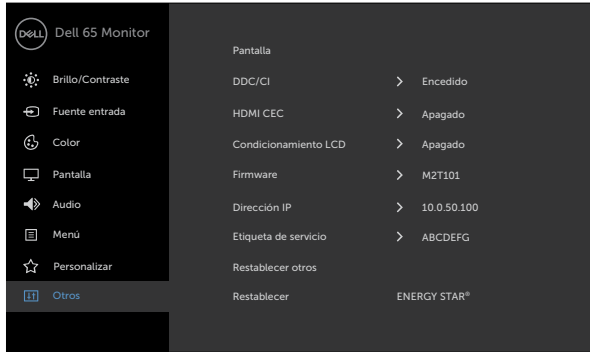 DELL Dell 65 Monitor
Brillo/Contraste
Fuente entrada
Color
Pantalla
Audio
Menú
Personalizar
Otros
Pantalla
DDC/CI > Encedido
HDMI CEC > Apagado
Condicionamiento LCD > Apagado
Firmware > M2T101
Dirección IP > 10.0.50.100
Etiqueta de servicio > ABCDEFG
Restablecer otros
Restablecer ENERGY STAR®